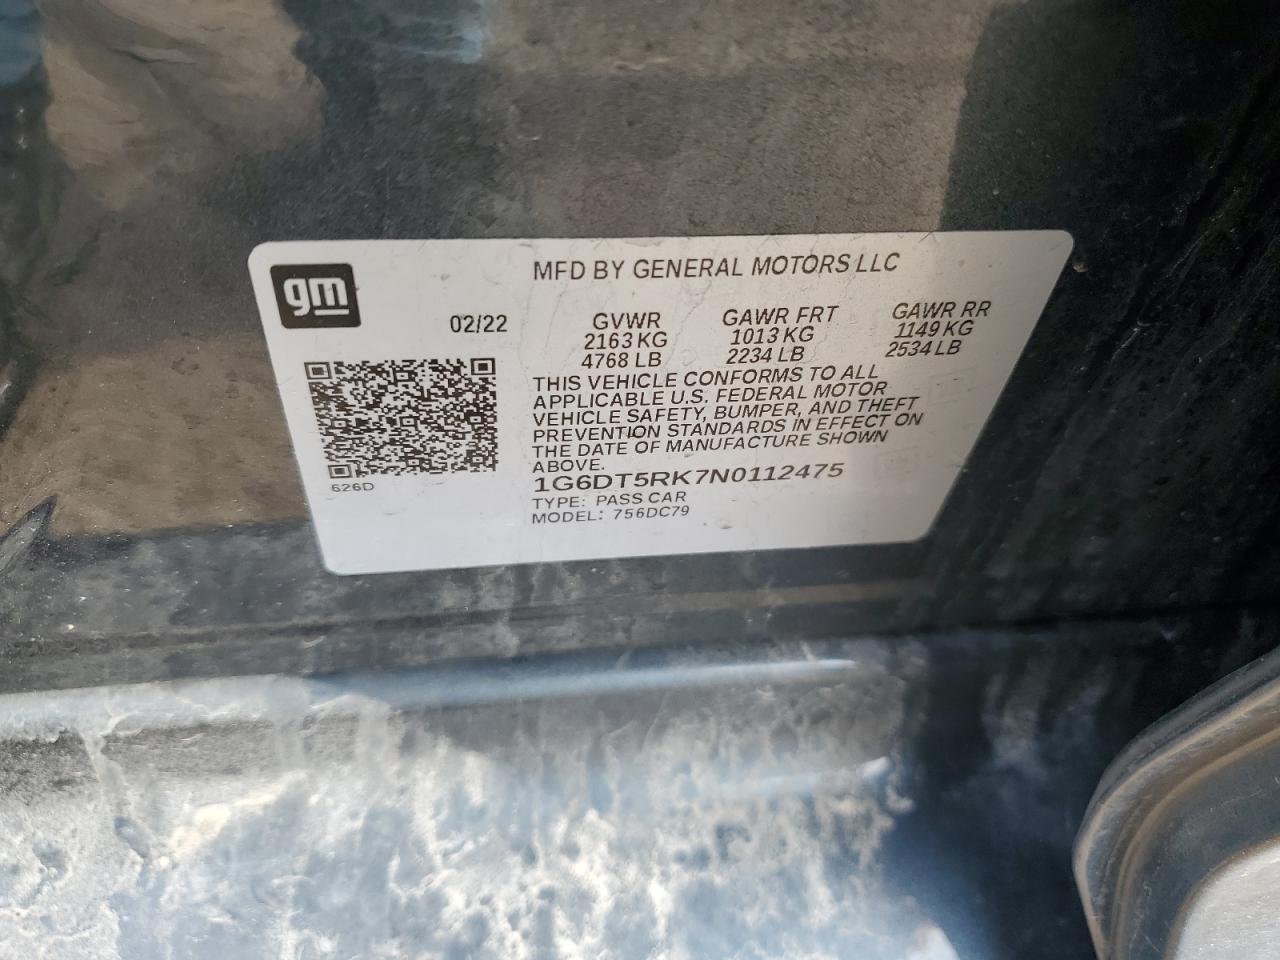 gm
MFD BY GENERAL MOTORS LLC
02/22
GVWR GAWR FRT GAWR RR
2163 KG 1013 KG 1149 KG
4768 LB 2234 LB 2534 LB
THIS VEHICLE CONFORMS TO ALL
APPLICABLE U.S. FEDERAL MOTOR
VEHICLE SAFETY, BUMPER, AND THEFT
PREVENTION STANDARDS IN EFFECT ON
THE DATE OF MANUFACTURE SHOWN
ABOVE.
626D
1G6DT5RK7N0112475
TYPE: PASS CAR
MODEL: 756DC79